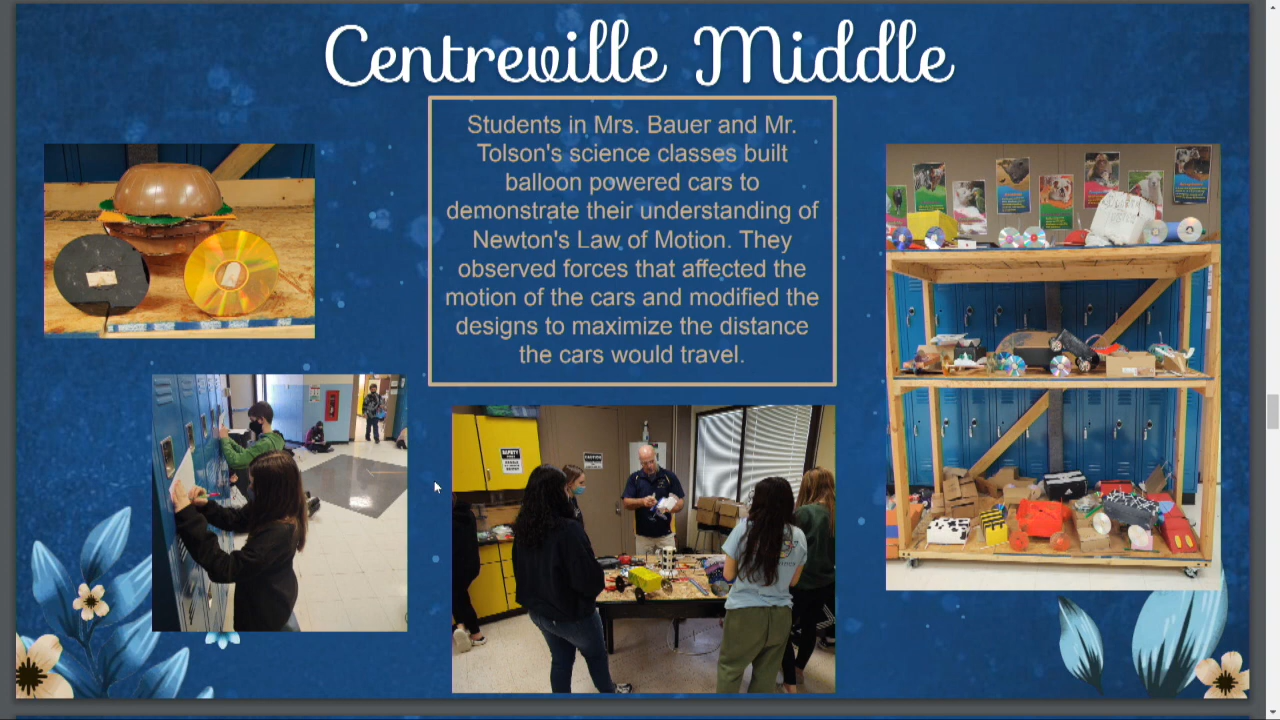 Centreville Middle
Students in Mrs. Bauer and Mr.
Tolson's science classes built
balloon powered cars to
demonstrate their understanding of
Newton's Law of Motion. They
observed forces that affected the
motion of the cars and modified the
designs to maximize the distance
the cars would travel.
SAFETY
CAUTION